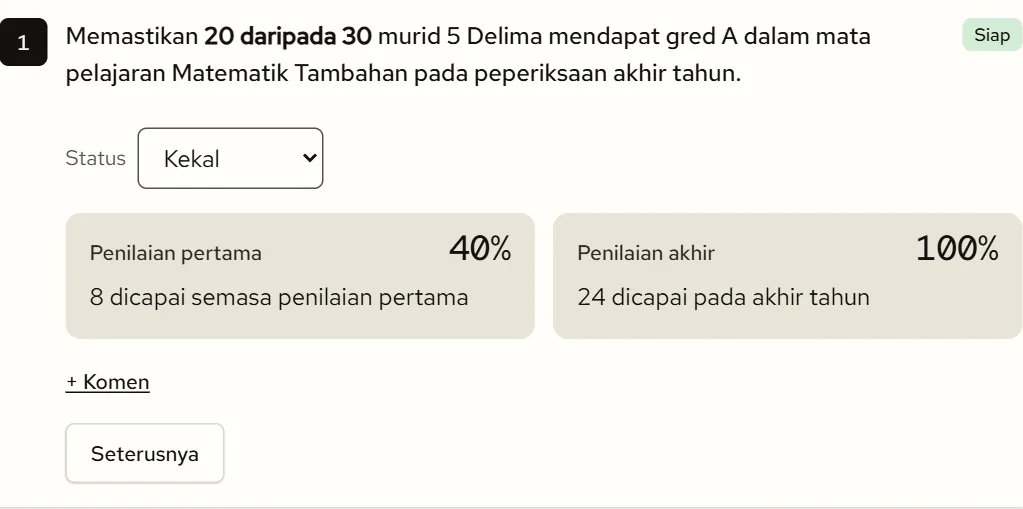 1
Memastikan 20 daripada 30 murid 5 Delima mendapat gred A dalam mata
pelajaran Matematik Tambahan pada peperiksaan akhir tahun.
Siap
Status
Kekal
Penilaian pertama
40%
8 dicapai semasa penilaian pertama
Penilaian akhir
100%
24 dicapai pada akhir tahun
+ Komen
Seterusnya